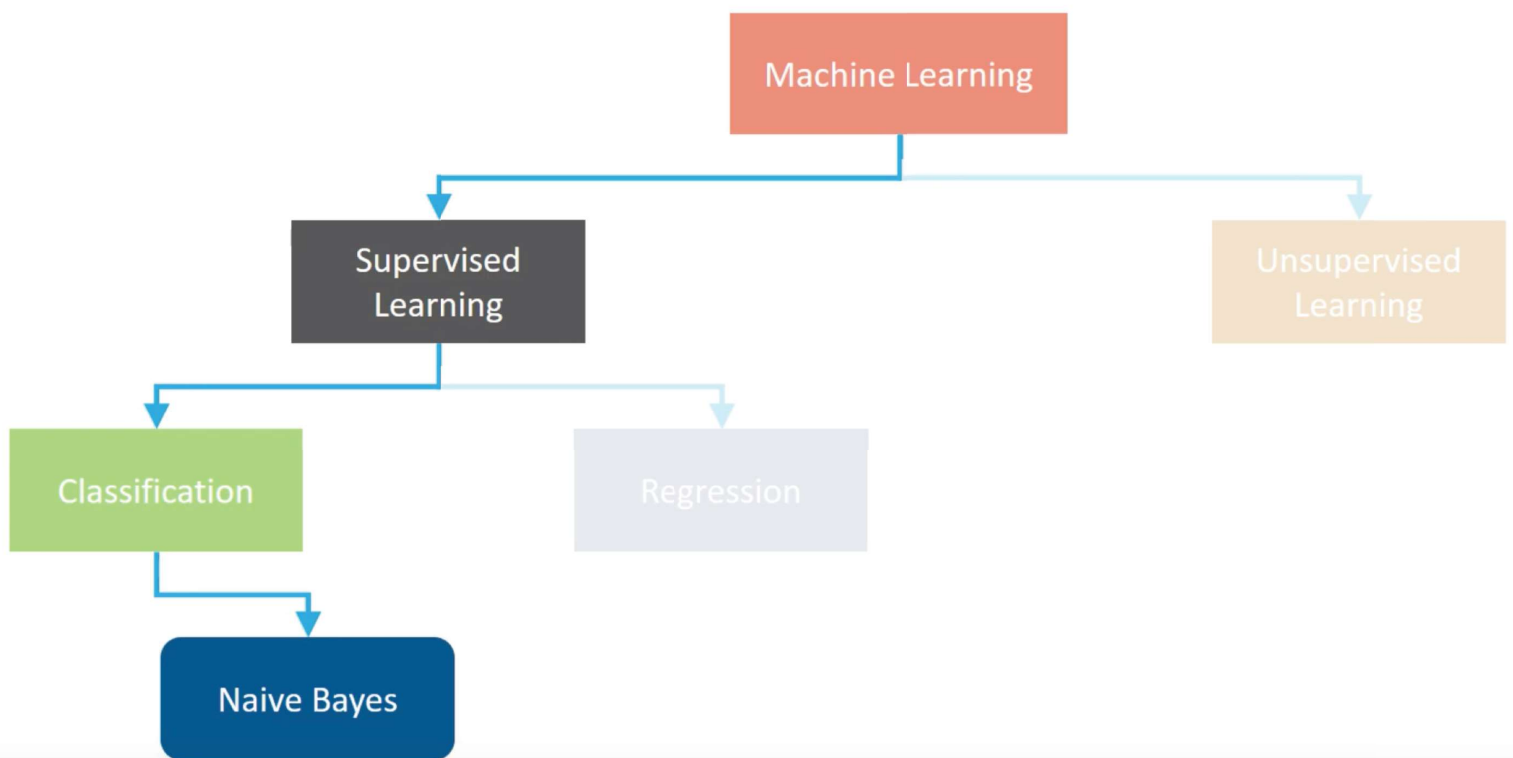 Machine Learning
Supervised
Learning
Unsupervised
Learning
Classification
Regression
Naive Bayes